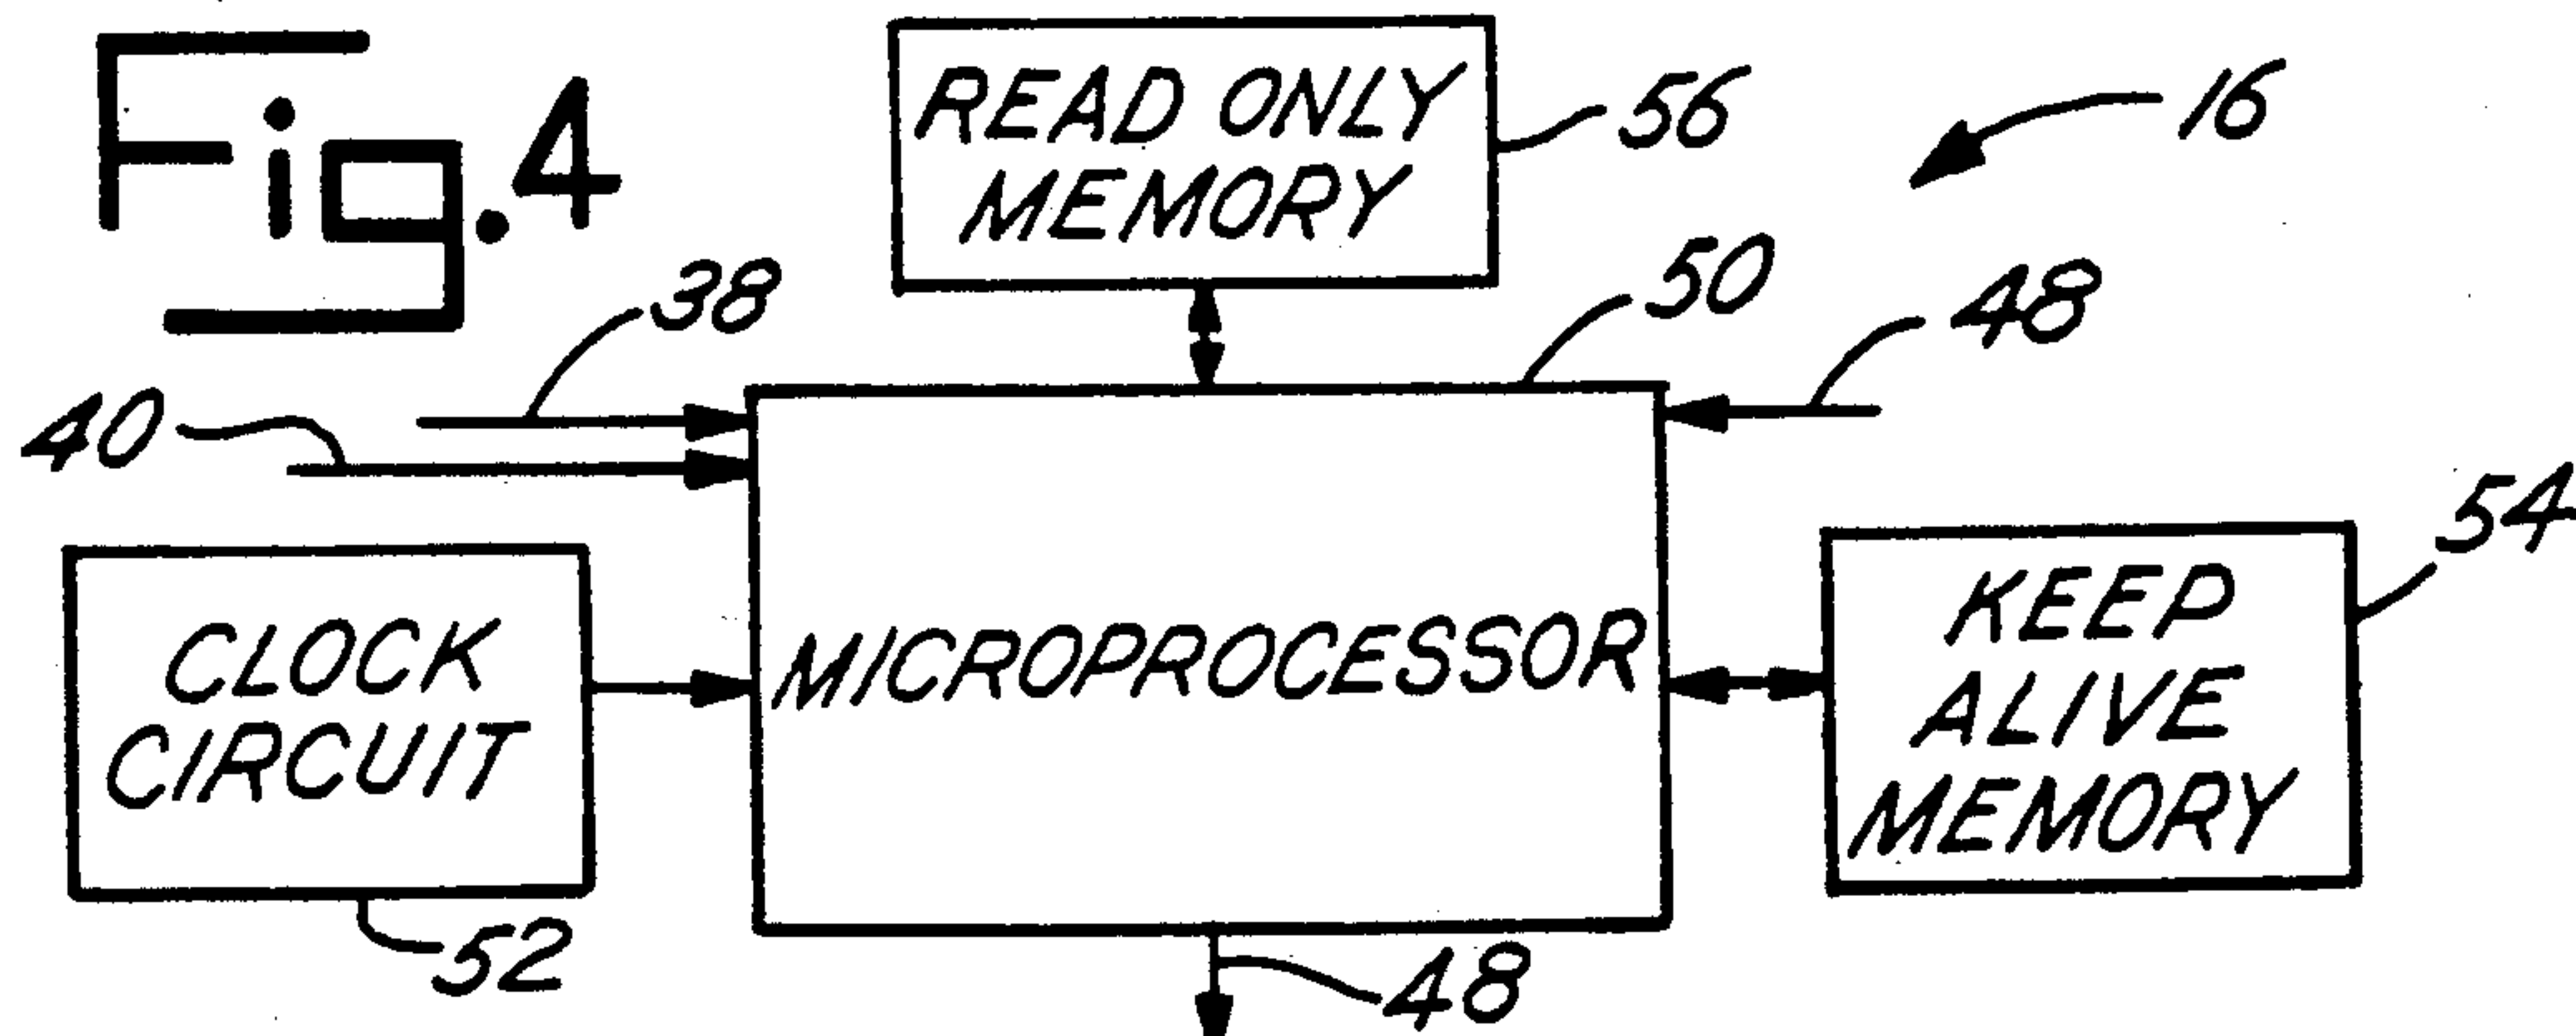 Fig.4
READ ONLY
MEMORY
56
16
38
50
48
40
CLOCK
CIRCUIT
52
MICROPROCESSOR
KEEP
ALIVE
MEMORY
54
48